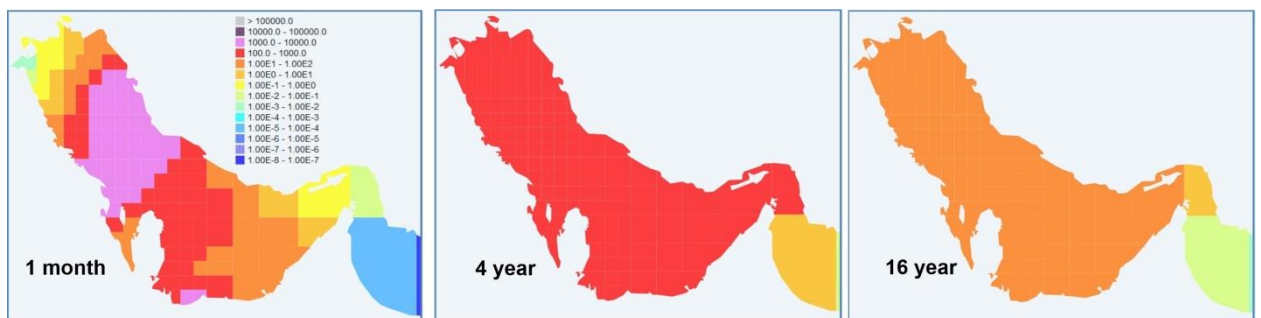 > 100000.0
10000.0 - 100000.0
1000.0 - 10000.0
100.0 - 1000.0
1.00E1 - 1.00E2
1.00E0 - 1.00E1
1.00E-1 - 1.00E0
1.00E-2 - 1.00E-1
1.00E-3 - 1.00E-2
1.00E-4 - 1.00E-3
1.00E-5 - 1.00E-4
1.00E-6 - 1.00E-5
1.00E-7 - 1.00E-6
1.00E-8 - 1.00E-7
1 month
4 year
16 year